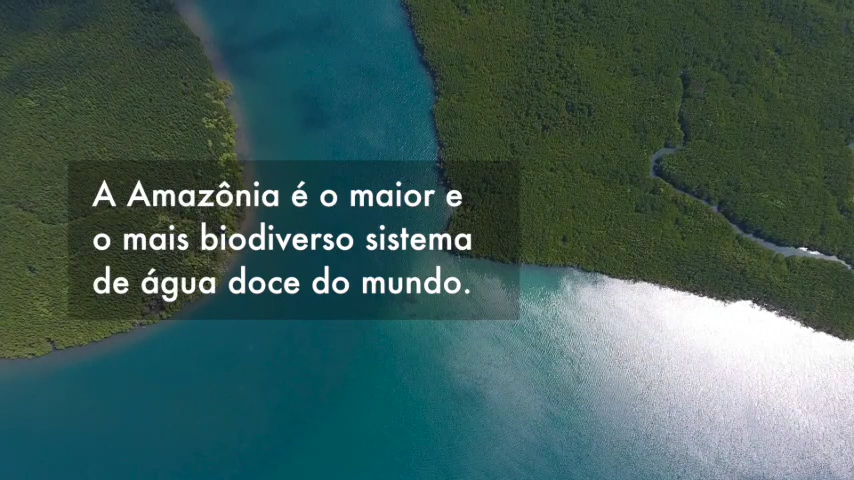 A Amazônia é o maior e
o mais biodiverso sistema
de água doce do mundo.